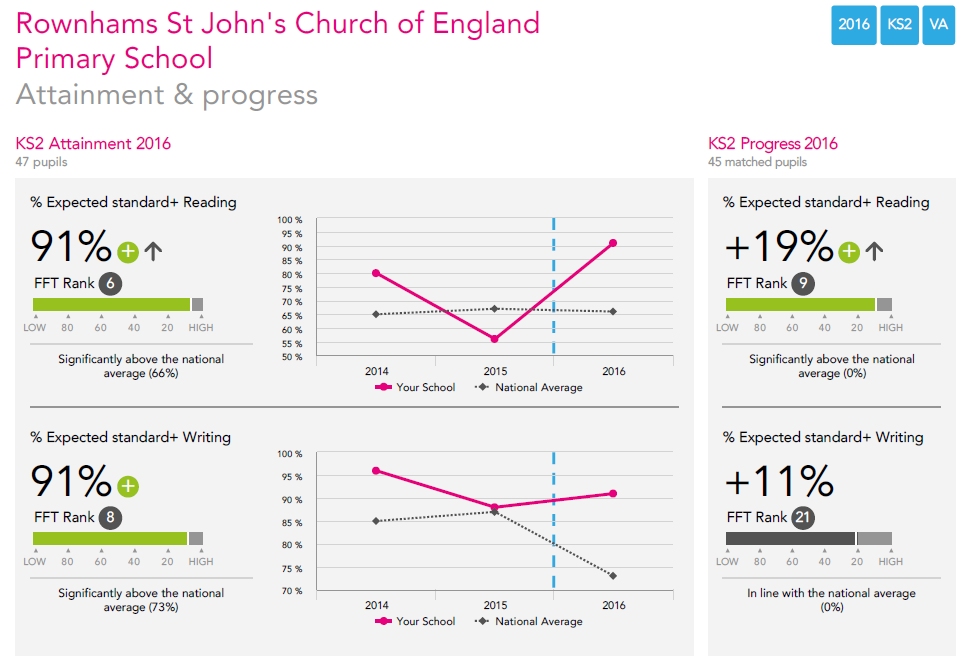 Rownhams St John's Church of England
Primary School
Attainment & progress
2016 KS2 VA
KS2 Attainment 2016
47 pupils
% Expected standard+ Reading
91% +
FFT Rank 6
LOW 80 60 40 20 HIGH
Significantly above the national
average (66%)
100 %
95 %
90 %
85 %
80 %
75 %
70 %
65 %
60 %
55 %
50 %
2014 2015 2016
Your School National Average
% Expected standard+ Writing
91% +
FFT Rank 8
LOW 80 60 40 20 HIGH
Significantly above the national
average (73%)
100 %
95 %
90 %
85 %
80 %
75 %
70 %
2014 2015 2016
Your School National Average
KS2 Progress 2016
45 matched pupils
% Expected standard+ Reading
+19% +
FFT Rank 9
LOW 80 60 40 20 HIGH
Significantly above the national
average (0%)
% Expected standard+ Writing
+11%
FFT Rank 21
LOW 80 60 40 20 HIGH
In line with the national average
(0%)